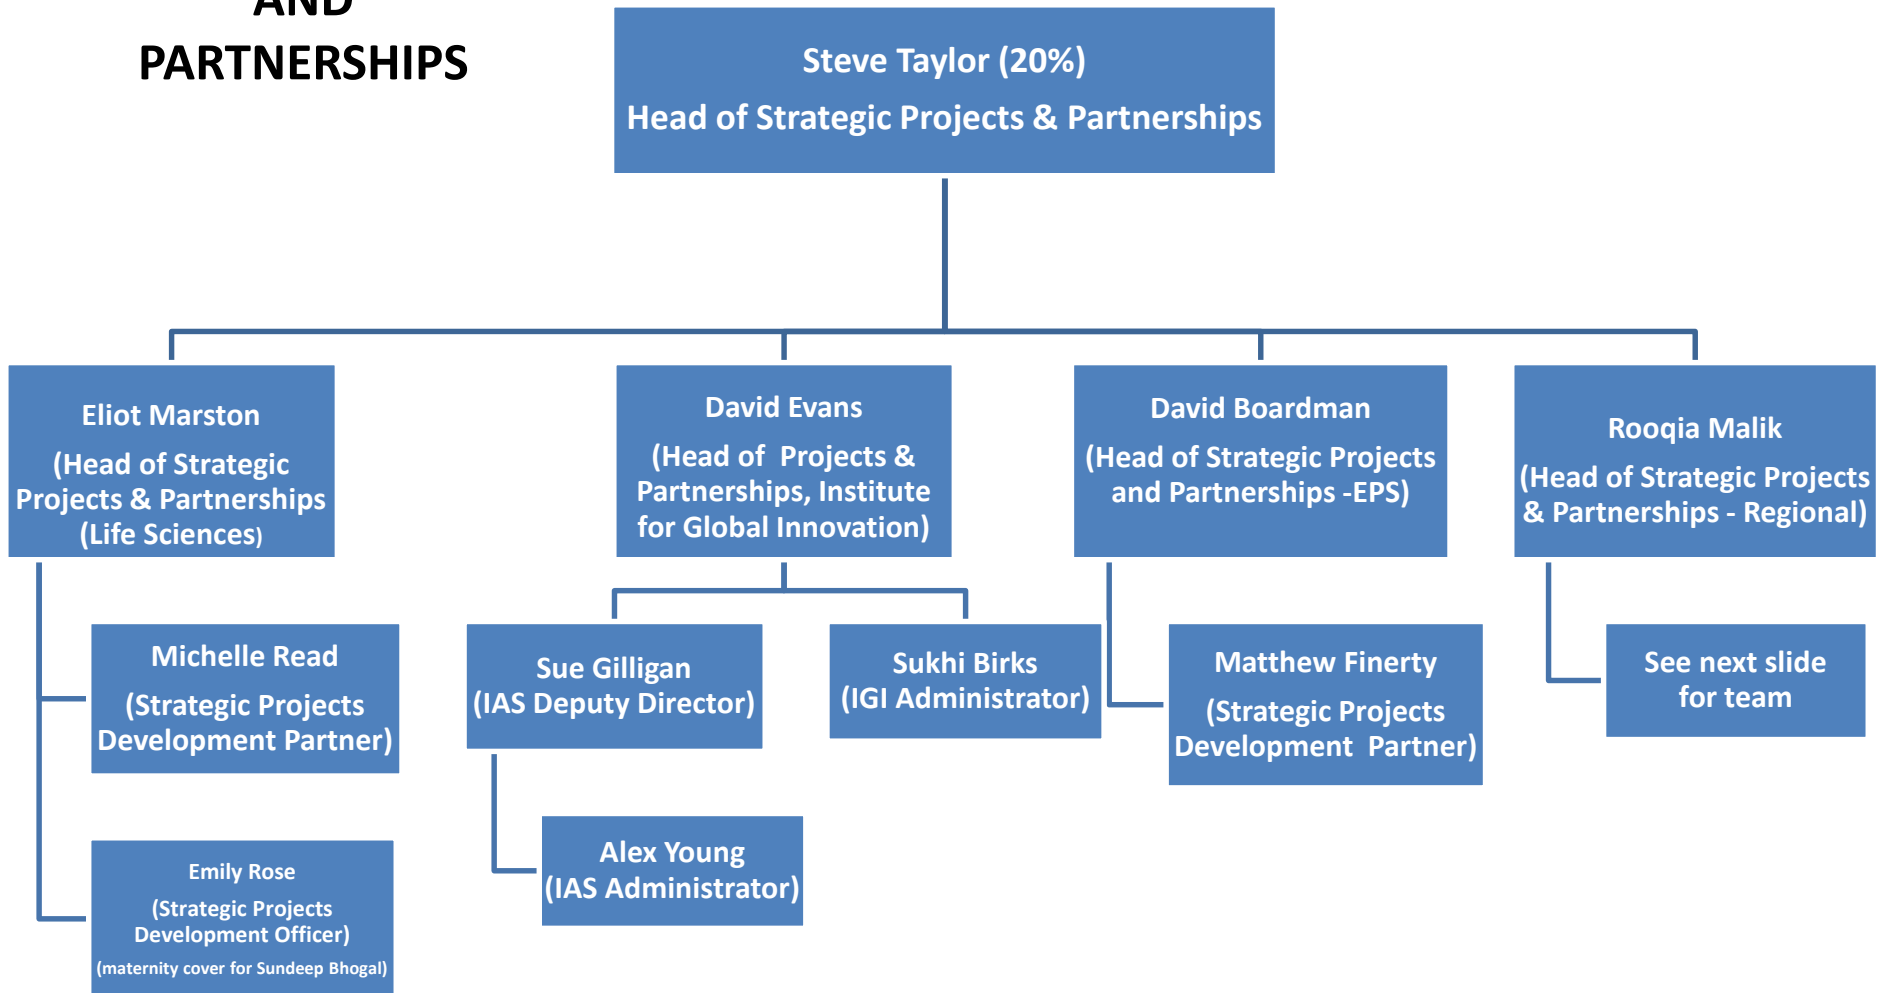 AND
PARTNERSHIPS
Steve Taylor (20%)
Head of Strategic Projects & Partnerships
Eliot Marston
(Head of Strategic
Projects & Partnerships
(Life Sciences)
David Evans
(Head of  Projects &
Partnerships, Institute
for Global Innovation)
David Boardman
(Head of Strategic Projects
and Partnerships -EPS)
Rooqia Malik
(Head of Strategic Projects
& Partnerships - Regional)
Michelle Read
(Strategic Projects
Development Partner)
Sue Gilligan
(IAS Deputy Director)
Sukhi Birks
(IGI Administrator)
Matthew Finerty
(Strategic Projects
Development  Partner)
See next slide
for team
Alex Young
(IAS Administrator)
Emily Rose
(Strategic Projects
Development Officer)
(maternity cover for Sundeep Bhogal)